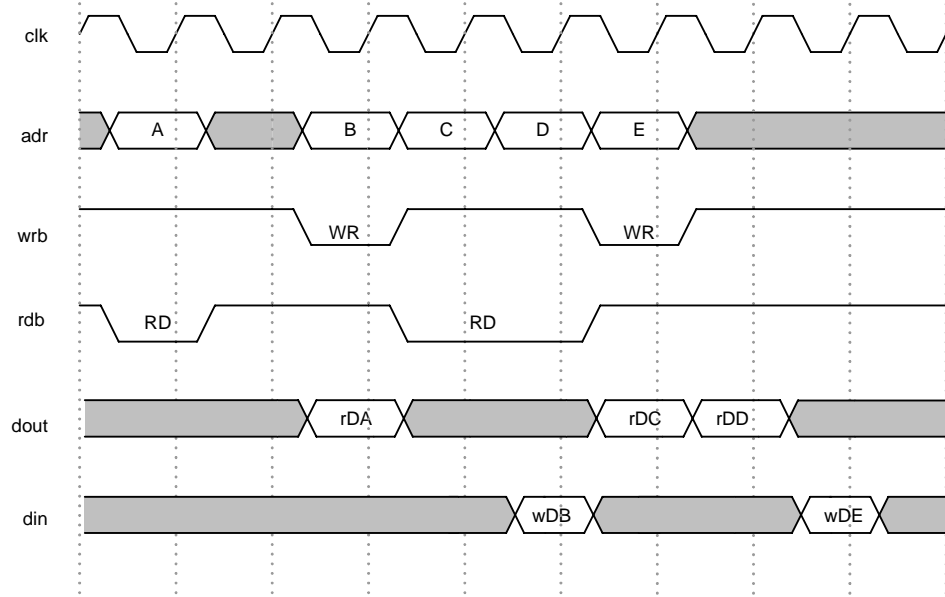 clk
adr A B C D E
wrb WR WR
rdb RD RD
dout rDA rDC rDD
din wDB wDE